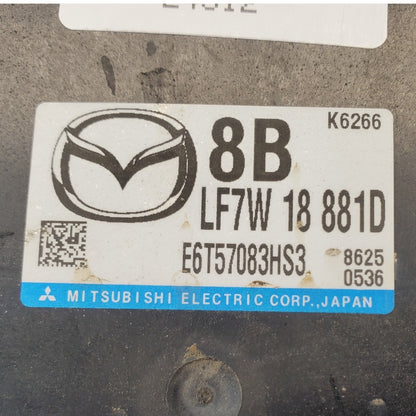 K6266
8B
LF7W 18 881D
E6T57083HS3
8625
0536
MITSUBISHI ELECTRIC CORP.,JAPAN